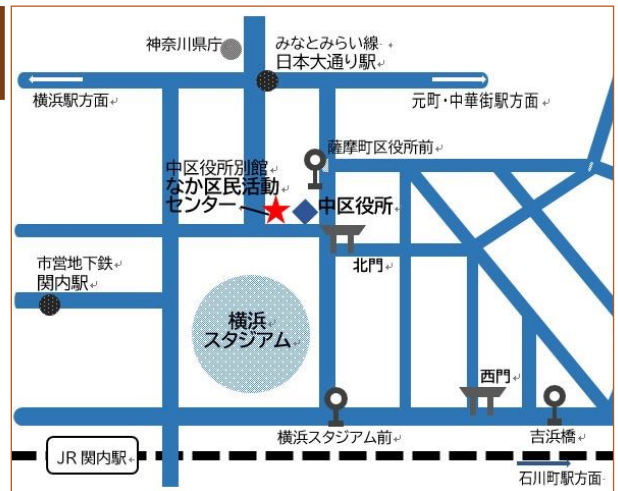 神奈川県庁
みなとみらい線
日本大通り駅
横浜駅方面
元町・中華街駅方面
薩摩町区役所前
中区役所別館
なか区民活動
センター
中区役所
北門
市営地下鉄
関内駅
横浜
スタジアム
西門
横浜スタジアム前
吉浜橋
JR 関内駅
石川町駅方面